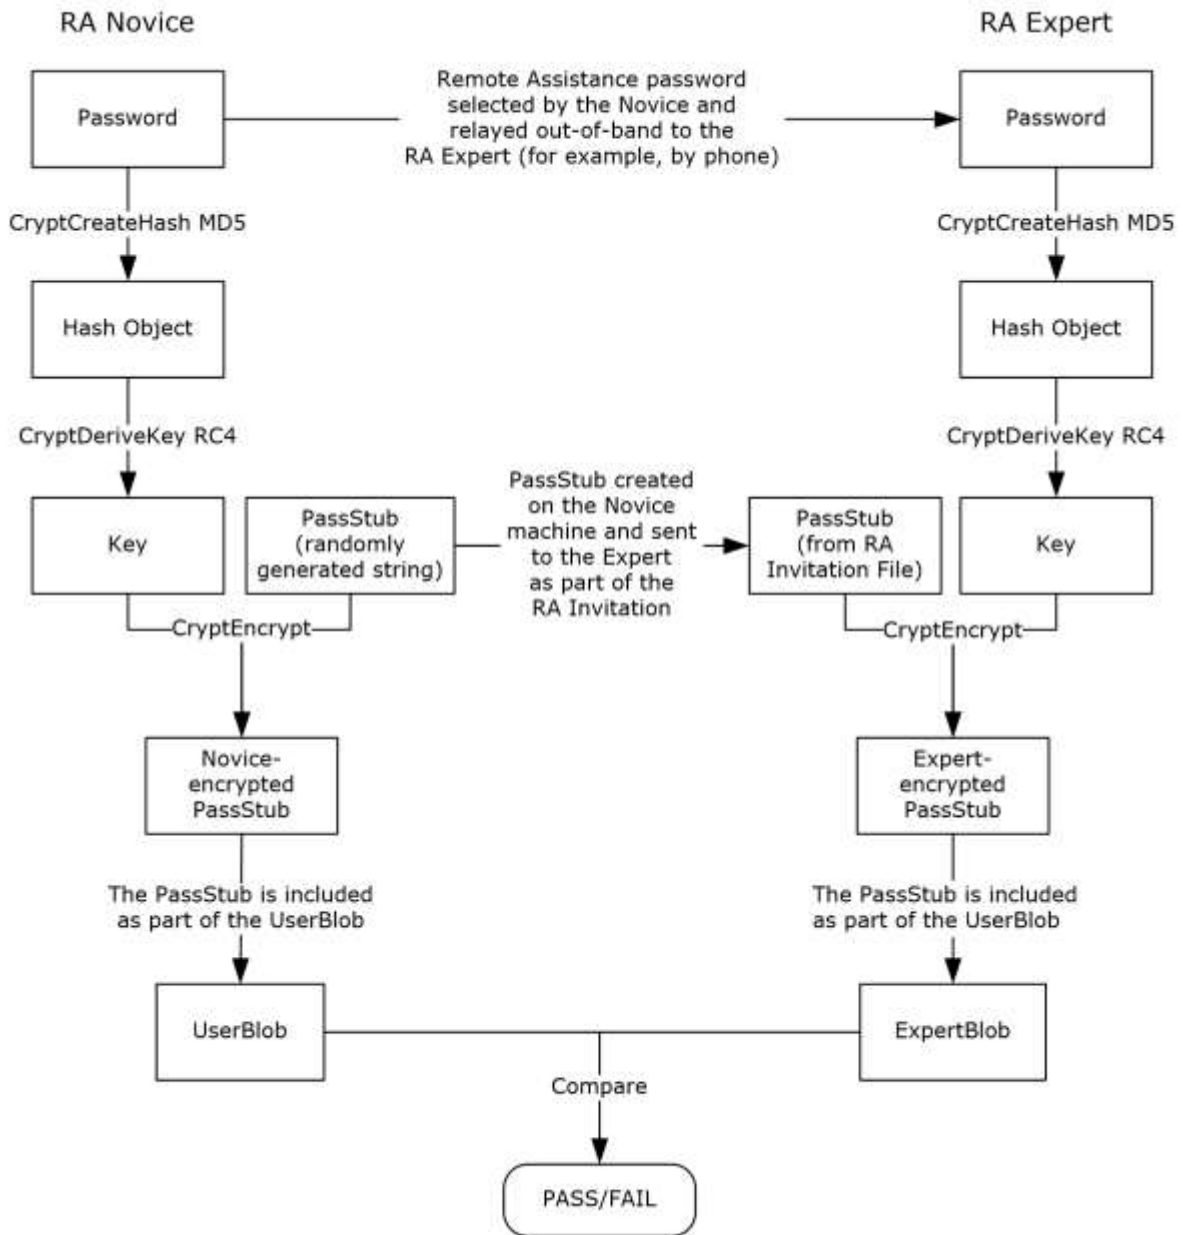 RA Novice
RA Expert
Password
Remote Assistance password
selected by the Novice and
relayed out-of-band to the
RA Expert (for example, by phone)
Password
CryptCreateHash MD5
CryptCreateHash MD5
Hash Object
Hash Object
CryptDeriveKey RC4
CryptDeriveKey RC4
Key
PassStub
(randomly
generated string)
PassStub created
on the Novice
machine and sent
to the Expert
as part of the
RA Invitation
PassStub
(from RA
Invitation File)
Key
CryptEncrypt
CryptEncrypt
Novice-
encrypted
PassStub
Expert-
encrypted
PassStub
The PassStub is included
as part of the UserBlob
The PassStub is included
as part of the UserBlob
UserBlob
ExpertBlob
Compare
PASS/FAIL